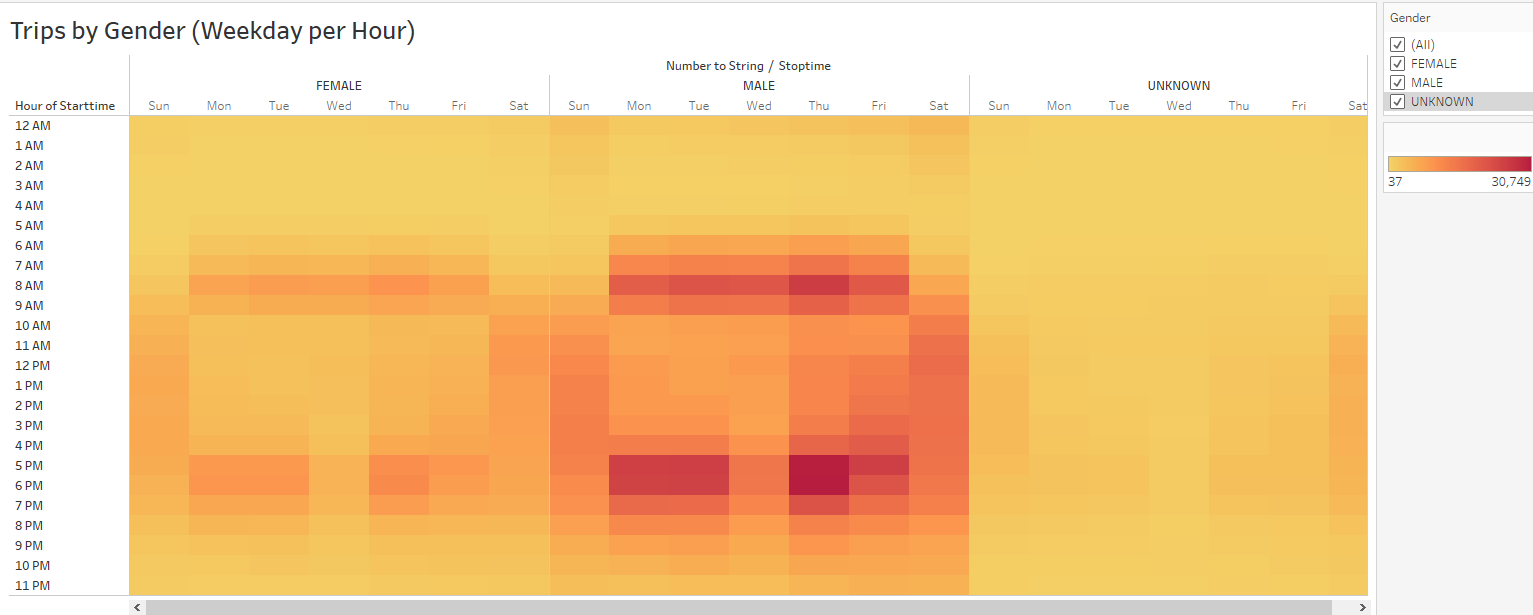 Trips by Gender (Weekday per Hour)
Number to String / Stoptime
FEMALE MALE UNKNOWN
Hour of Starttime Sun Mon Tue Wed Thu Fri Sat Sun Mon Tue Wed Thu Fri Sat Sun Mon Tue Wed Thu Fri Sat
12 AM
1 AM
2 AM
3 AM
4 AM
5 AM
6 AM
7 AM
8 AM
9 AM
10 AM
11 AM
12 PM
1 PM
2 PM
3 PM
4 PM
5 PM
6 PM
7 PM
8 PM
9 PM
10 PM
11 PM
Gender
(All)
FEMALE
MALE
UNKNOWN
37 30,749